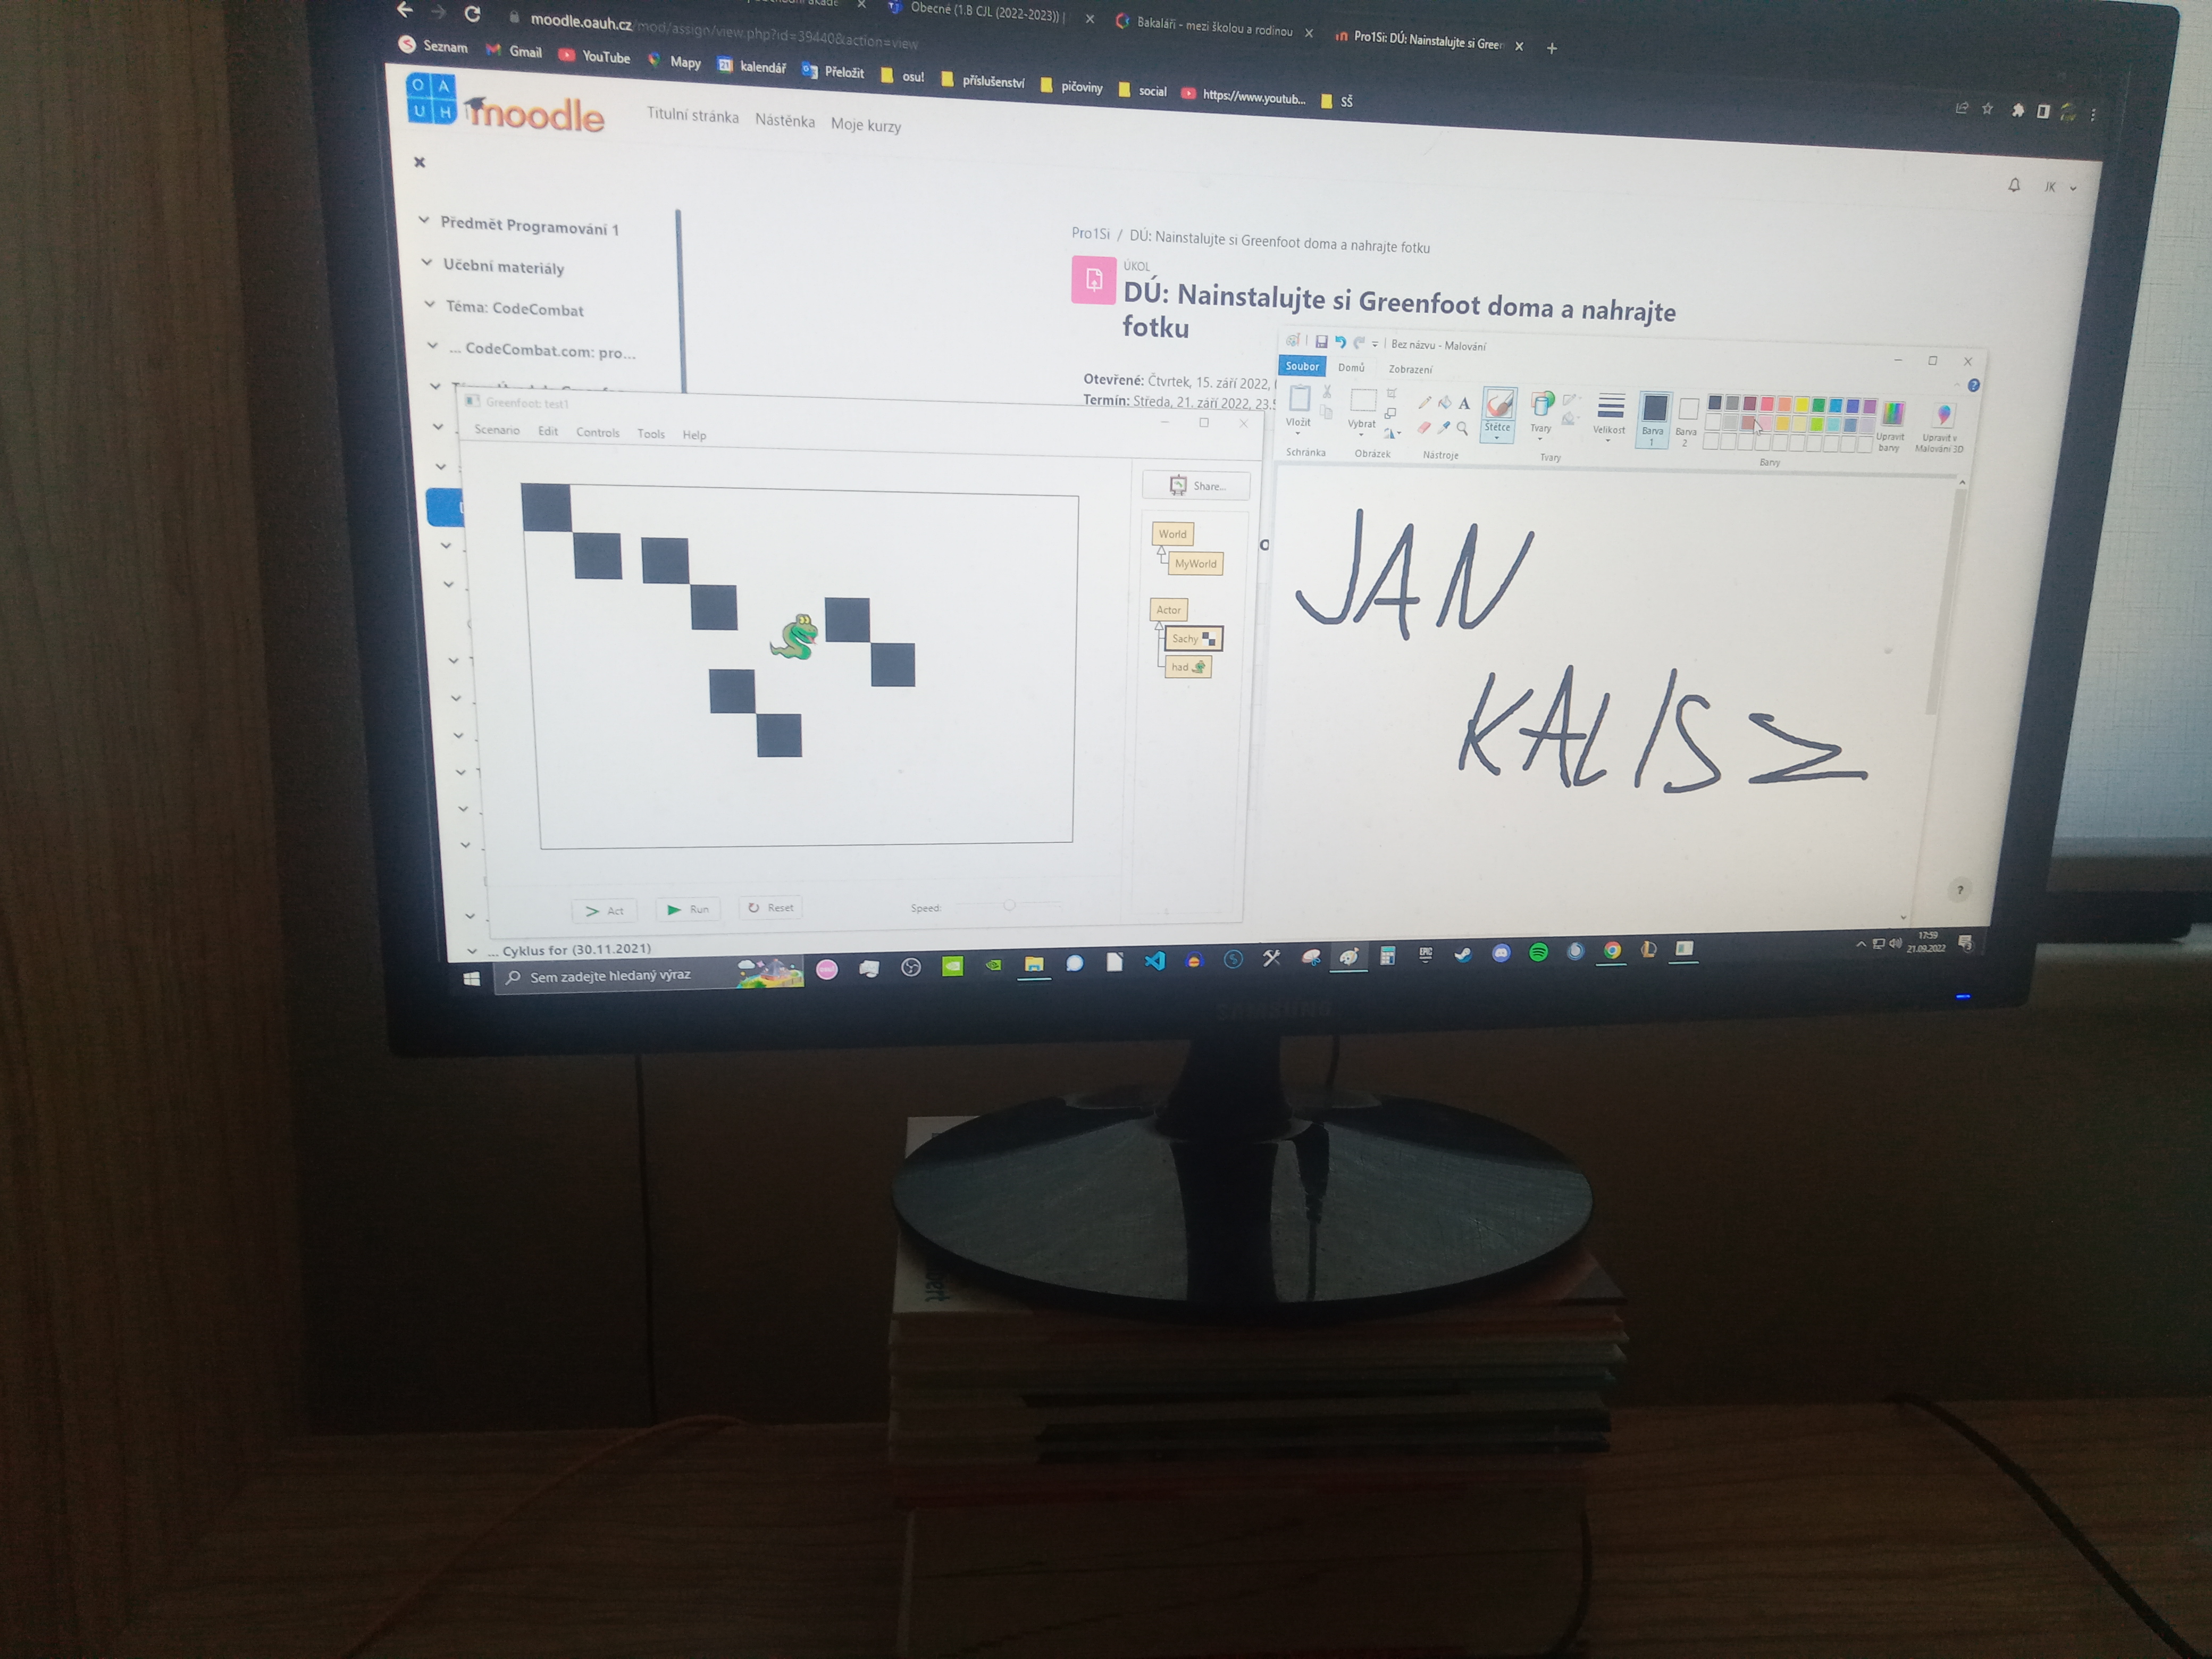 Obecné (1.B CJL (2022-2023)) |
Bakaláři - mezi školou a rodinou
Pro1Si: DÚ: Nainstalujte si Green
moodle.oauh.cz/mod/assign/view.php?id=39440&action=view
Seznam Gmail YouTube Mapy kalendář Přeložit osu! příslušenství pičoviny social https://www.youtub... SŠ
OA
UH
moodle
Titulní stránka Nástěnka Moje kurzy
JK
Předmět Programování 1
Učební materiály
Téma: CodeCombat
... CodeCombat.com: pro...
Pro1Si / DÚ: Nainstalujte si Greenfoot doma a nahrajte fotku
ÚKOL
DÚ: Nainstalujte si Greenfoot doma a nahrajte
fotku
Otevřené: Čtvrtek, 15. září 2022,
Termín: Středa, 21. září 2022, 23.5
Greenfoot: test1
Scenario Edit Controls Tools Help
Share...
World
MyWorld
Actor
Sachy
had
Act Run Reset Speed:
Bez názvu - Malování
Soubor Domů Zobrazení
Vložit Vybrat Štětce Tvary Velikost Barva 1 Barva 2 Upravit barvy Upravit v Malování 3D
Schránka Obrázek Nástroje Tvary Barvy
JAN
KALISZ
... Cyklus for (30.11.2021)
Sem zadejte hledaný výraz
EPIC
17:59
21.09.2022
SAMSUNG